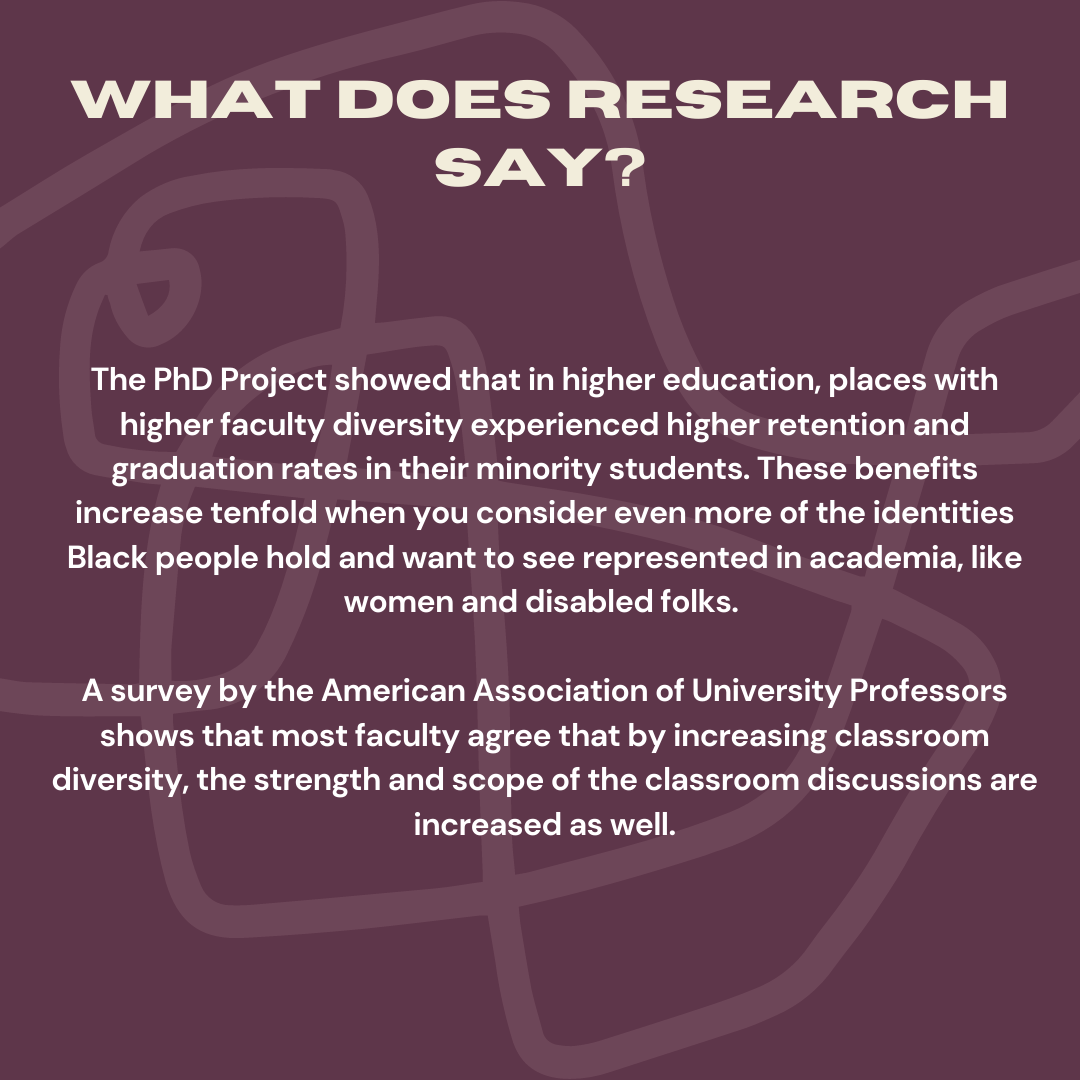 WHAT DOES RESEARCH
SAY?
The PhD Project showed that in higher education, places with
higher faculty diversity experienced higher retention and
graduation rates in their minority students. These benefits
increase tenfold when you consider even more of the identities
Black people hold and want to see represented in academia, like
women and disabled folks.
A survey by the American Association of University Professors
shows that most faculty agree that by increasing classroom
diversity, the strength and scope of the classroom discussions are
increased as well.